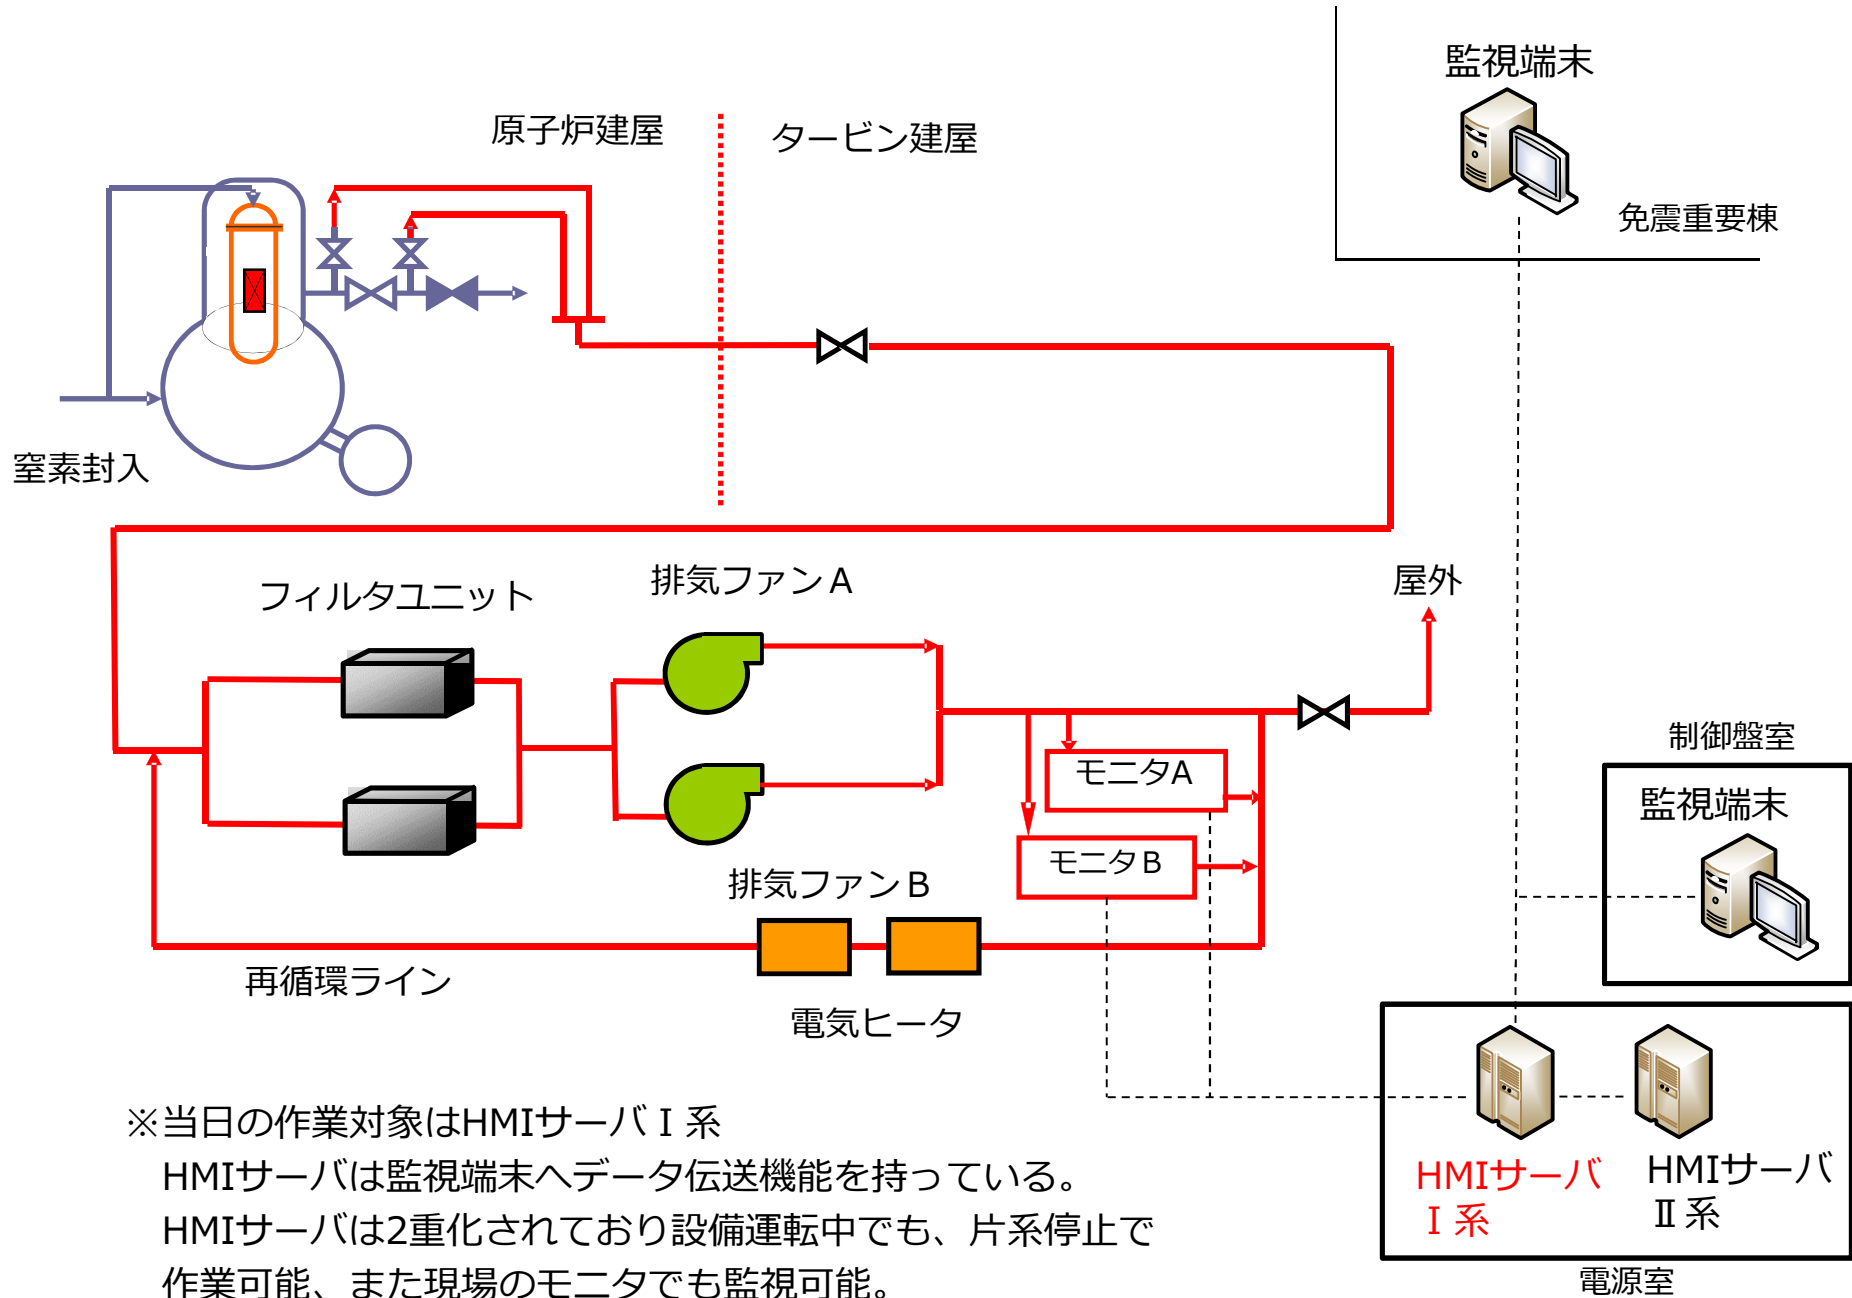 監視端末
原子炉建屋
タービン建屋
免震重要棟
窒素封入
フィルタユニット
排気ファンA
屋外
制御盤室
モニタA
監視端末
モニタB
排気ファンB
再循環ライン
電気ヒータ
※当日の作業対象はHMIサーバⅠ系
HMIサーバは監視端末へデータ伝送機能を持っている。
HMIサーバは2重化されており設備運転中でも、片系停止で
作業可能、また現場のモニタでも監視可能。
HMIサーバ
Ⅰ系
HMIサーバ
Ⅱ系
電源室